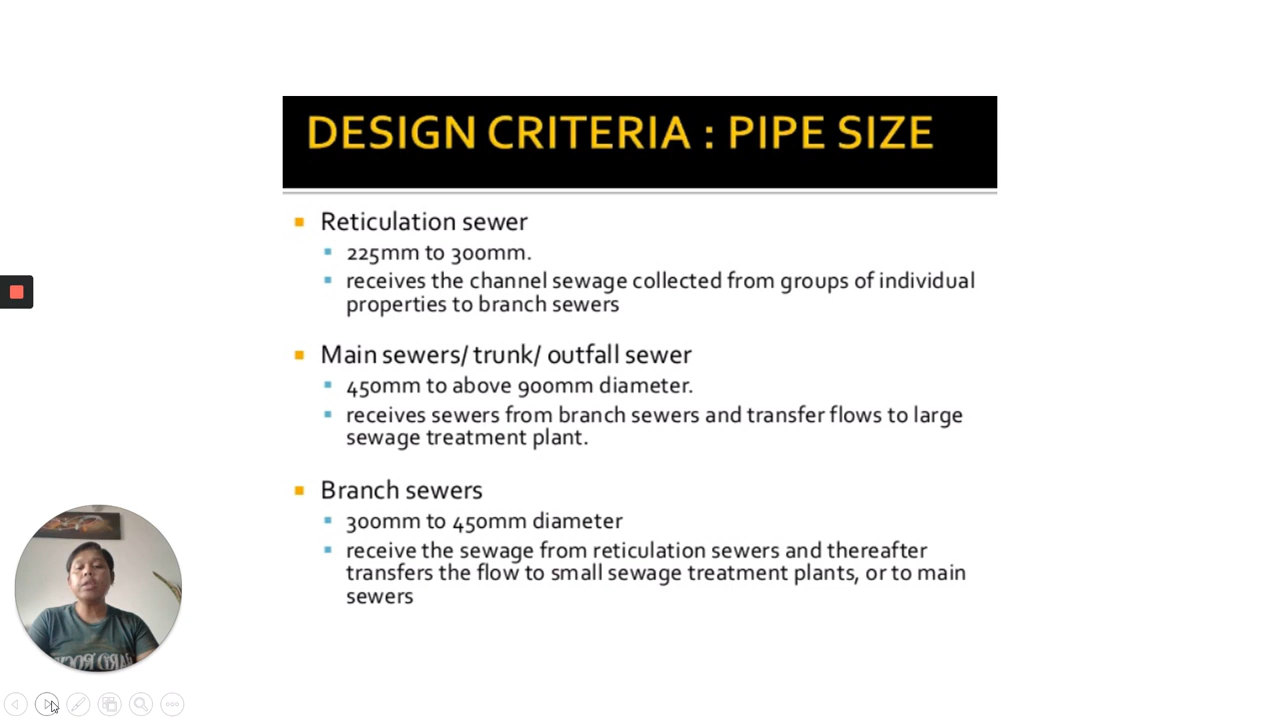 DESIGN CRITERIA : PIPE SIZE
Reticulation sewer
225mm to 300mm.
receives the channel sewage collected from groups of individual
properties to branch sewers
Main sewers/ trunk/ outfall sewer
450mm to above 900mm diameter.
receives sewers from branch sewers and transfer flows to large
sewage treatment plant.
Branch sewers
300mm to 450mm diameter
receive the sewage from reticulation sewers and thereafter
transfers the flow to small sewage treatment plants, or to main
sewers